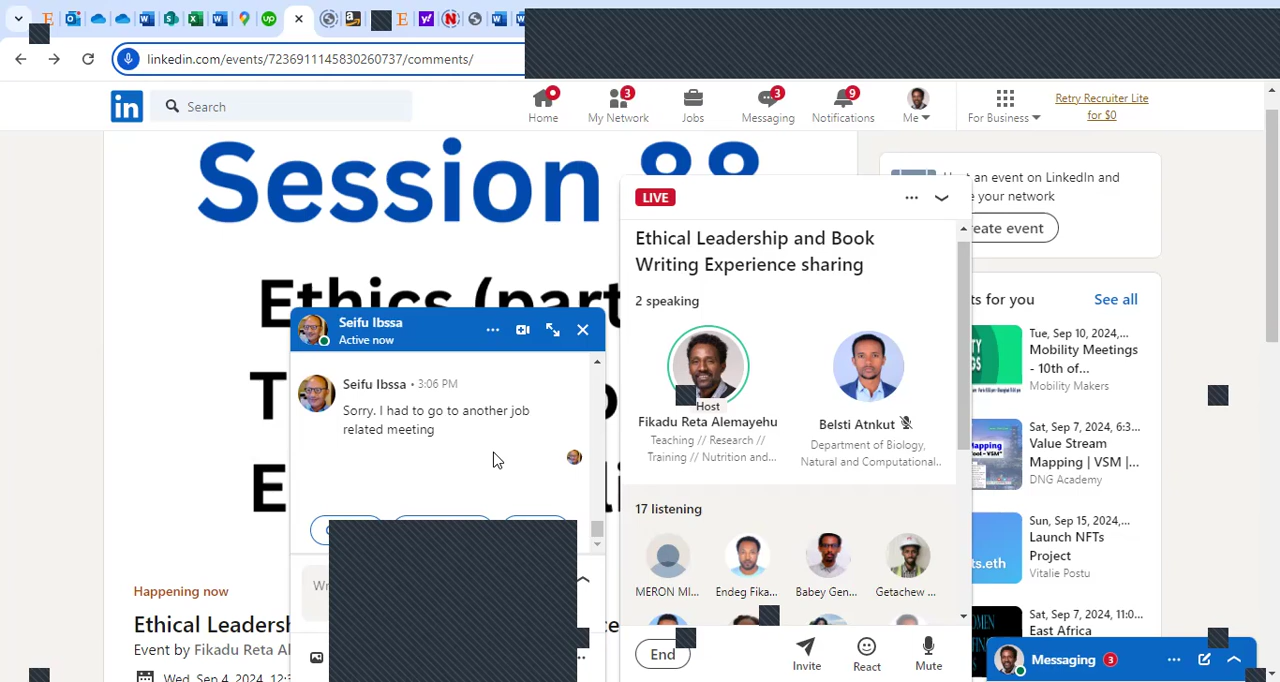 linkedin.com/events/7236911145830260737/comments/
Search
Home
3
My Network
Jobs
3
Messaging
9
Notifications
Me
For Business
Retry Recruiter Lite
for $0
Session 88
Ethics (part
an event on LinkedIn and
your network
eate event
Seifu Ibssa
Active now
Seifu Ibssa • 3:06 PM
Sorry. I had to go to another job
related meeting
LIVE
Ethical Leadership and Book
Writing Experience sharing
2 speaking
Host
Fikadu Reta Alemayehu
Teaching // Research //
Training // Nutrition and...
Belsti Atnkut
Department of Biology,
Natural and Computational..
17 listening
MERON MI...
Endeg Fika...
Babey Gen...
Getachew ...
End
Invite
React
Mute
ts for you
See all
Tue, Sep 10, 2024,...
Mobility Meetings
- 10th of...
Mobility Makers
Sat, Sep 7, 2024, 6:3...
Value Stream
Mapping | VSM |...
DNG Academy
Sun, Sep 15, 2024,...
Launch NFTs
Project
Vitalie Postu
Sat, Sep 7, 2024, 11:0...
East Africa
Happening now
Ethical Leadersh
Event by Fikadu Reta Al
Wed, Sep 4, 2024, 12:3
Messaging
3